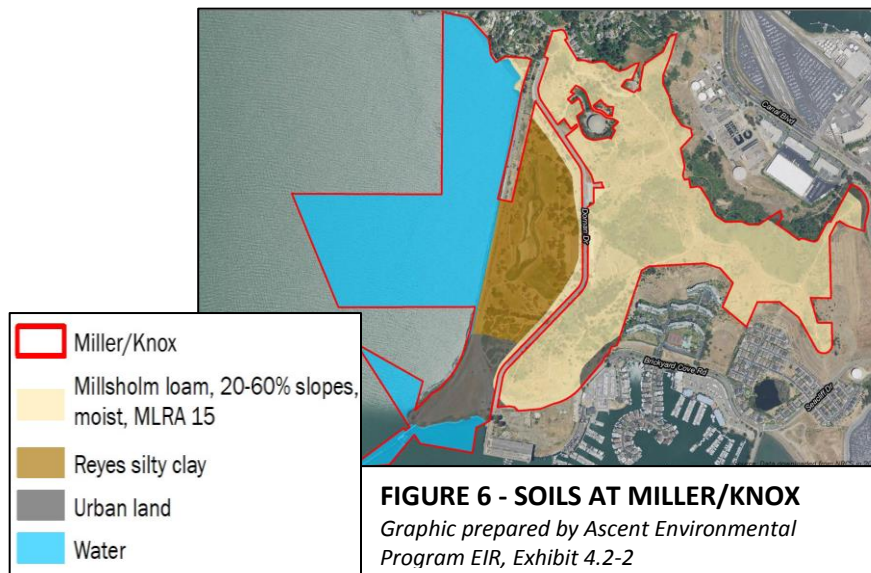 Canal Blvd
Dornan Dr
Brickyard Cove Rd
Seacliff Dr
Miller/Knox
Millsholm loam, 20-60% slopes,
moist, MLRA 15
Reyes silty clay
Urban land
Water
FIGURE 6 - SOILS AT MILLER/KNOX
Graphic prepared by Ascent Environmental
Program EIR, Exhibit 4.2-2